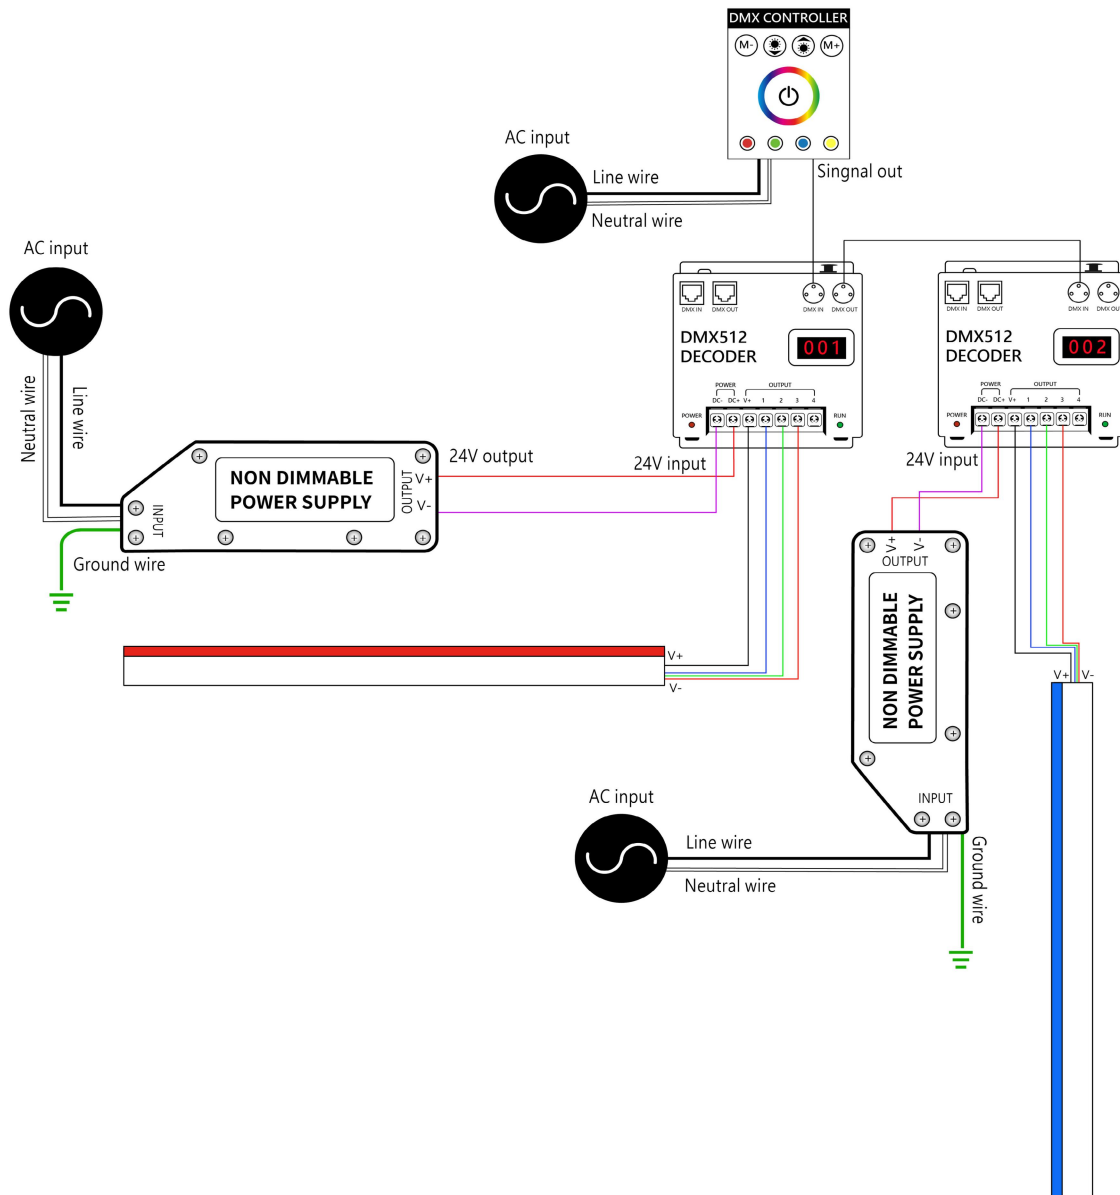 DMX CONTROLLER
M-
M+
AC input
Line wire
Neutral wire
Singnal out
AC input
Neutral wire
Line wire
Ground wire
INPUT
NON DIMMABLE
POWER SUPPLY
OUTPUT
V+
V-
24V output
24V input
DMX IN
DMX OUT
DMX IN
DMX OUT
DMX512
DECODER
001
POWER
OUTPUT
DC- DC+ V+ 1 2 3 4
POWER
RUN
DMX IN
DMX OUT
DMX IN
DMX OU
DMX512
DECODER
002
POWER
OUTPUT
DC- DC+ V+ 1 2 3 4
POWER
RUN
24V input
V+
V-
OUTPUT
NON DIMMABLE
POWER SUPPLY
INPUT
V+
V-
V+
V-
AC input
Line wire
Neutral wire
Ground wire